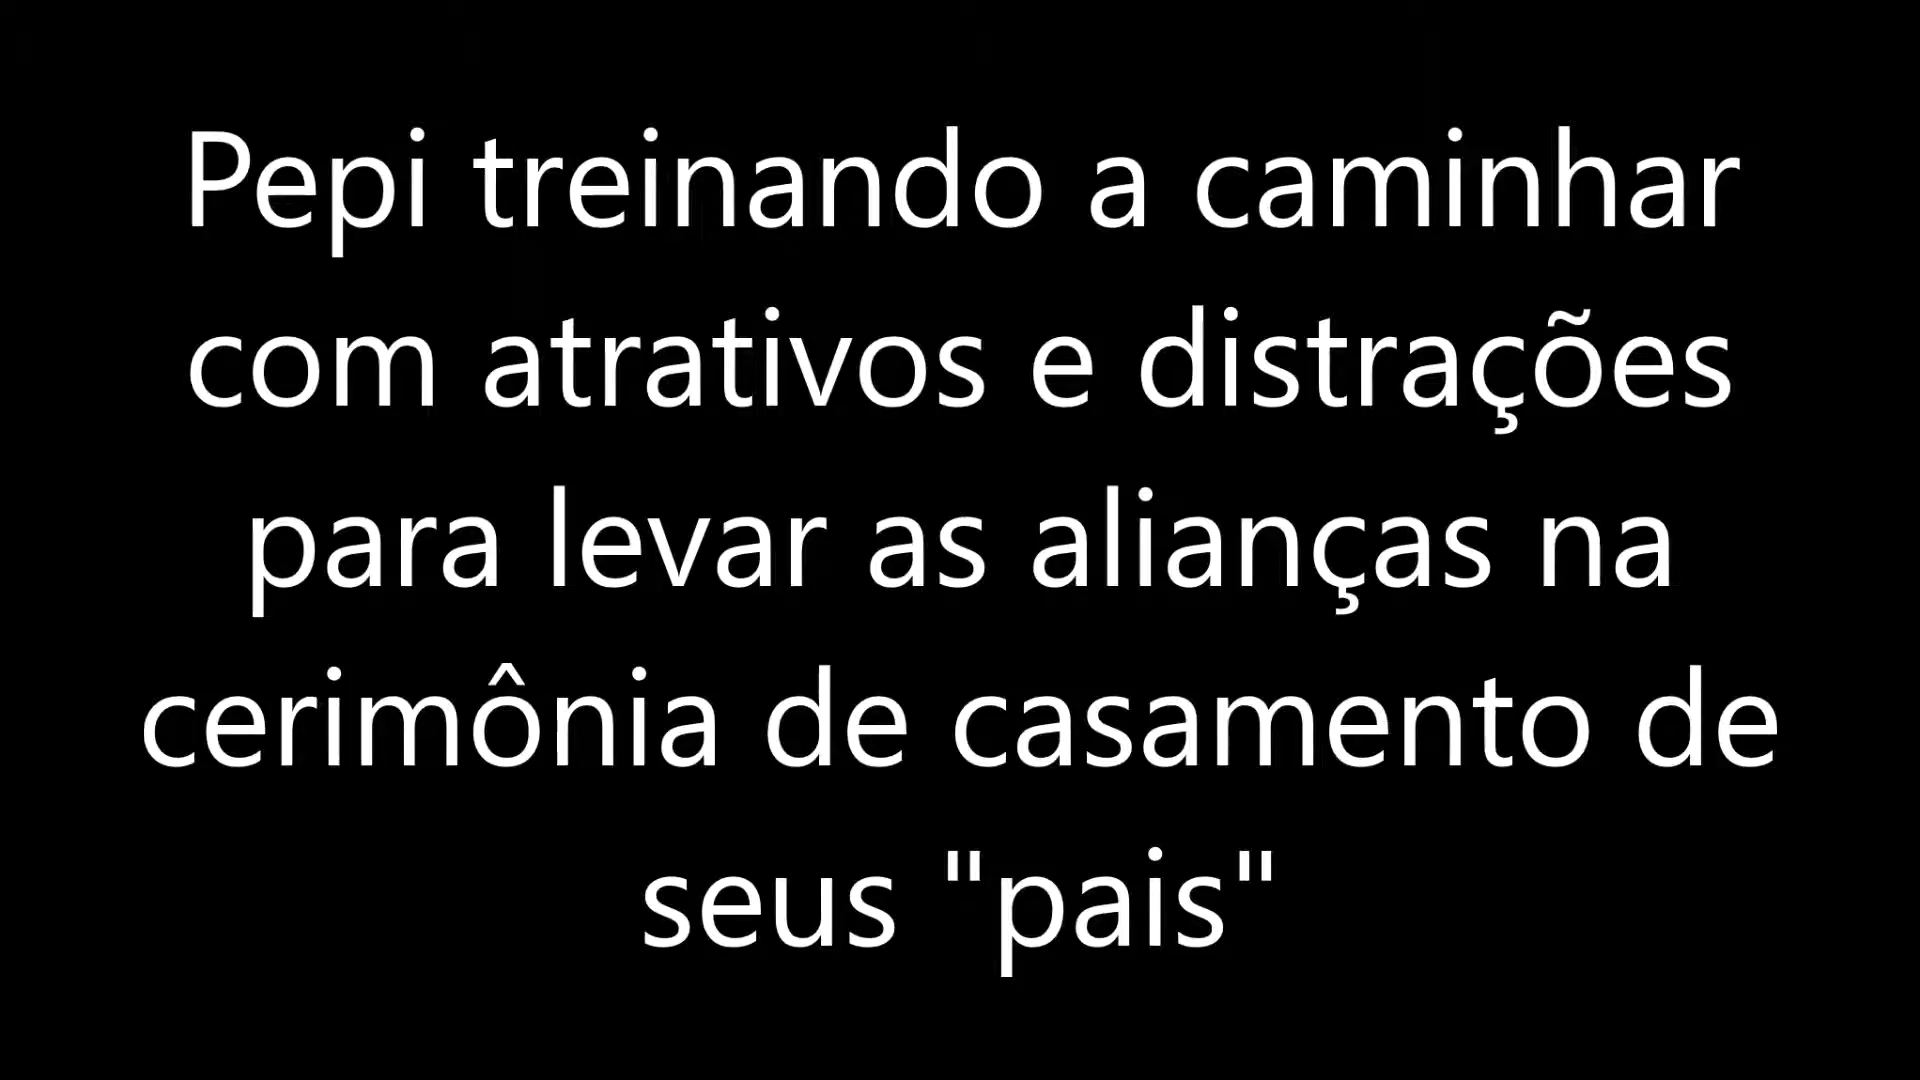 Pepi treinando a caminhar
com atrativos e distrações
para levar as alianças na
cerimônia de casamento de
seus "pais"